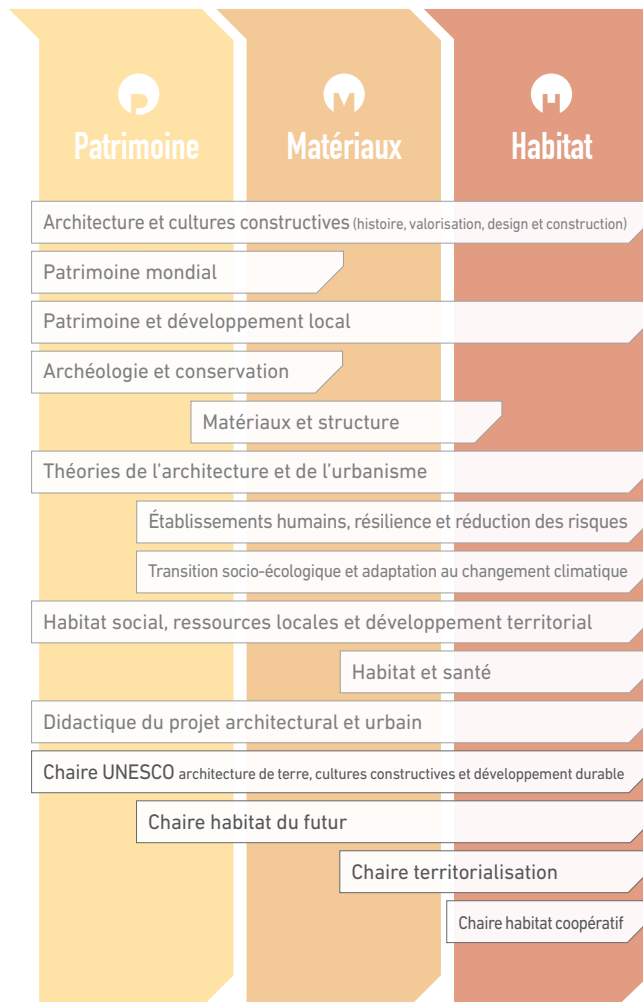 P M H
Patrimoine Matériaux Habitat
Architecture et cultures constructives (histoire, valorisation, design et construction)
Patrimoine mondial
Patrimoine et développement local
Archéologie et conservation
Matériaux et structure
Théories de l'architecture et de l'urbanisme
Établissements humains, résilience et réduction des risques
Transition socio-écologique et adaptation au changement climatique
Habitat social, ressources locales et développement territorial
Habitat et santé
Didactique du projet architectural et urbain
Chaire UNESCO architecture de terre, cultures constructives et développement durable
Chaire habitat du futur
Chaire territorialisation
Chaire habitat coopératif